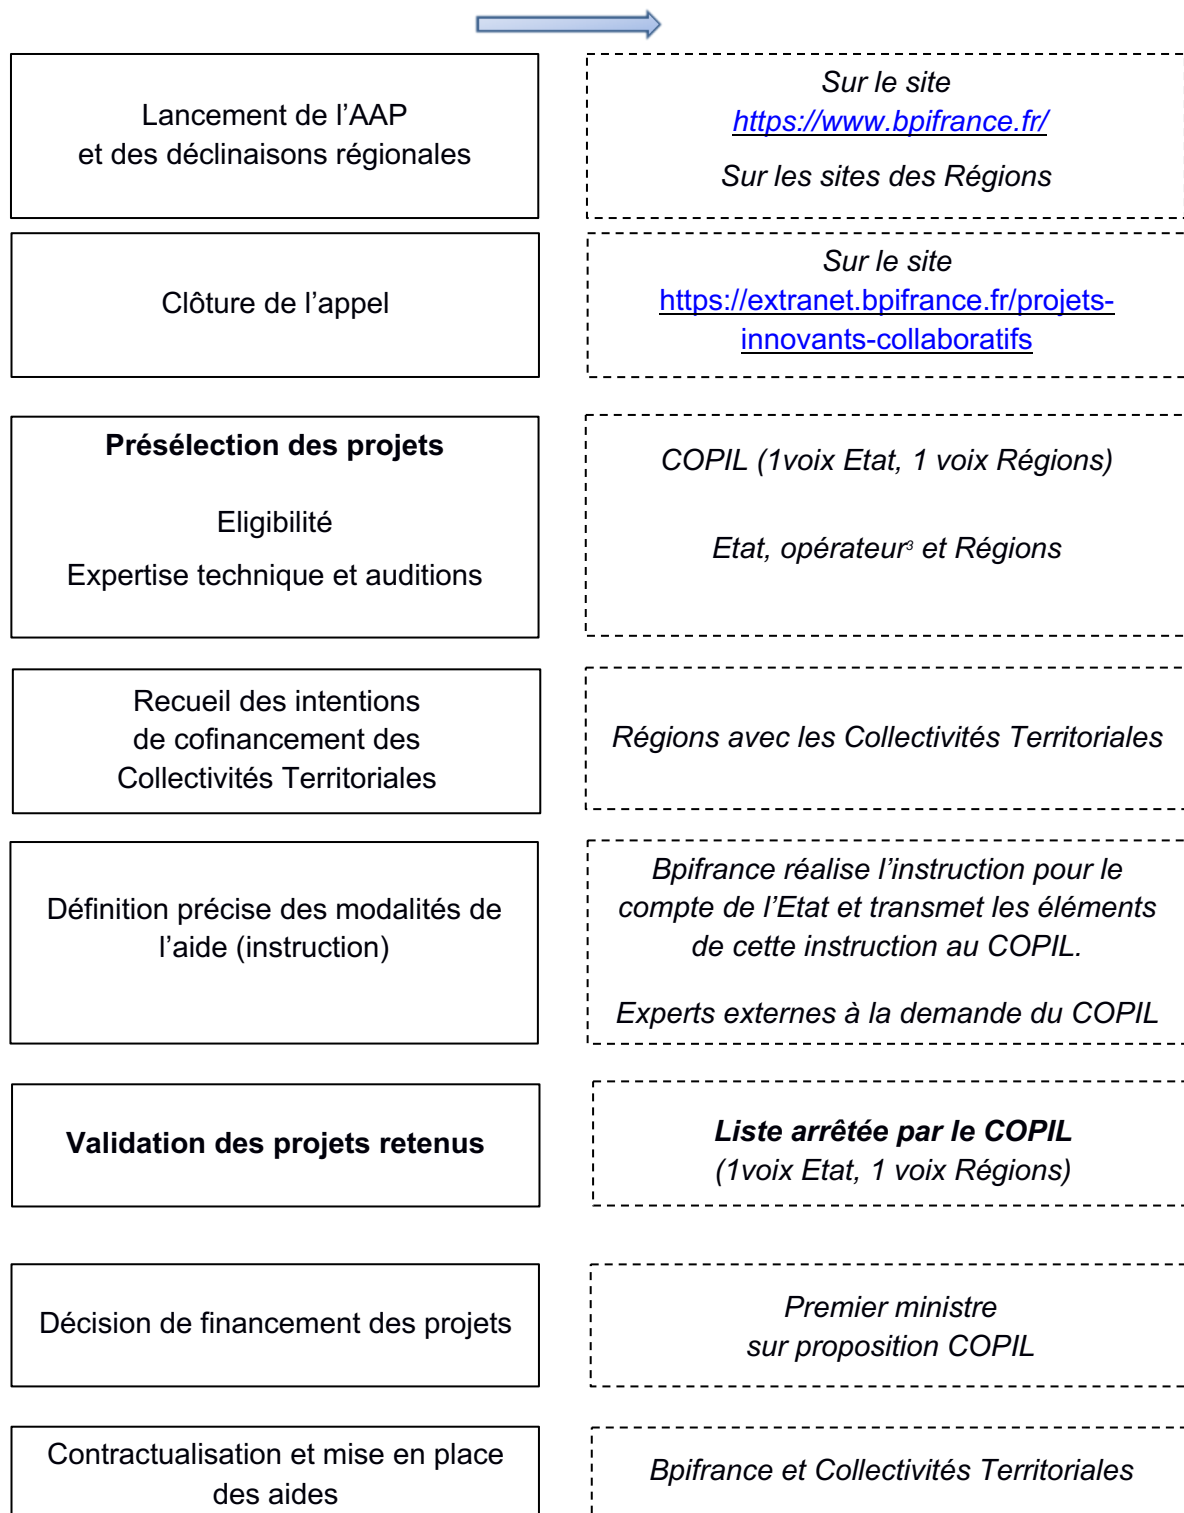 Lancement de l’AAP
et des déclinaisons régionales
Sur le site
https://www.bpifrance.fr/
Sur les sites des Régions
Clôture de l’appel
Sur le site
https://extranet.bpifrance.fr/projets-
innovants-collaboratifs
Présélection des projets
Eligibilité
Expertise technique et auditions
COPIL (1voix Etat, 1 voix Régions)
Etat, opérateur³ et Régions
Recueil des intentions
de cofinancement des
Collectivités Territoriales
Régions avec les Collectivités Territoriales
Définition précise des modalités de
l’aide (instruction)
Bpifrance réalise l’instruction pour le
compte de l’Etat et transmet les éléments
de cette instruction au COPIL.
Experts externes à la demande du COPIL
Validation des projets retenus
Liste arrêtée par le COPIL
(1voix Etat, 1 voix Régions)
Décision de financement des projets
Premier ministre
sur proposition COPIL
Contractualisation et mise en place
des aides
Bpifrance et Collectivités Territoriales